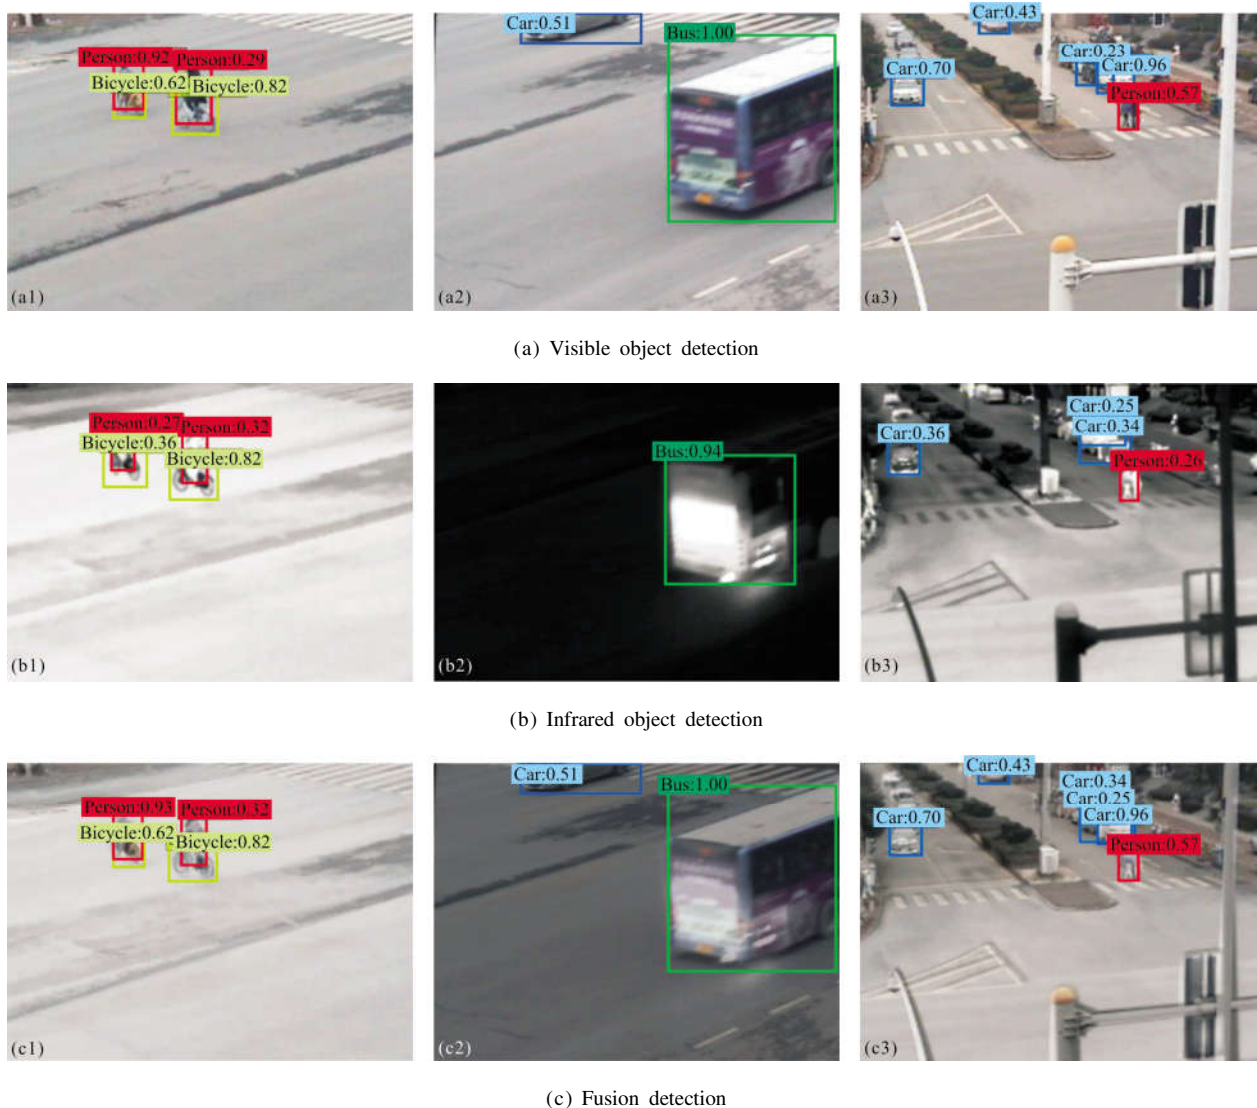 Person:0.92 Person:0.29
Bicycle:0.62 Bicycle:0.82
(a1)
Car:0.51
Bus:1.00
(a2)
Car:0.43
Car:0.23
Car:0.70 Car:0.96
Person:0.57
(a3)
(a) Visible object detection
Person:0.27 Person:0.32
Bicycle:0.36
Bicycle:0.82
(b1)
Bus:0.94
(b2)
Car:0.25
Car:0.36 Car:0.34
Person:0.26
(b3)
(b) Infrared object detection
Person:0.93 Person:0.32
Bicycle:0.62
Bicycle:0.82
(c1)
Car:0.51
Bus:1.00
(c2)
Car:0.43
Car:0.34
Car:0.25
Car:0.70 Car:0.96
Person:0.57
(c3)
(c) Fusion detection